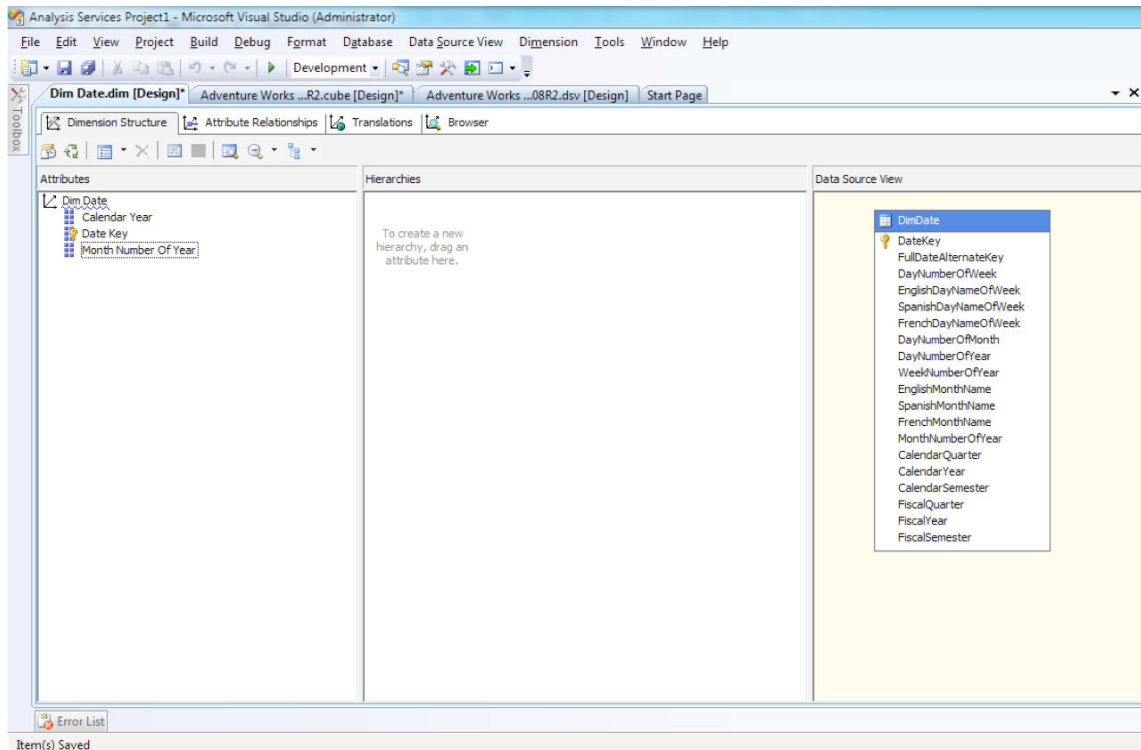 Analysis Services Project1 - Microsoft Visual Studio (Administrator)
File Edit View Project Build Debug Format Database Data Source View Dimension Tools Window Help
Development
Dim Date.dim [Design]* Adventure Works ...R2.cube [Design]* Adventure Works ...08R2.dsv [Design] Start Page
Toolbox
Dimension Structure Attribute Relationships Translations Browser
Attributes
Dim Date
Calendar Year
Date Key
Month Number Of Year
Hierarchies
To create a new
hierarchy, drag an
attribute here.
Data Source View
DimDate
DateKey
FullDateAlternateKey
DayNumberOfWeek
EnglishDayNameOfWeek
SpanishDayNameOfWeek
FrenchDayNameOfWeek
DayNumberOfMonth
DayNumberOfYear
WeekNumberOfYear
EnglishMonthName
SpanishMonthName
FrenchMonthName
MonthNumberOfYear
CalendarQuarter
CalendarYear
CalendarSemester
FiscalQuarter
FiscalYear
FiscalSemester
Error List
Item(s) Saved